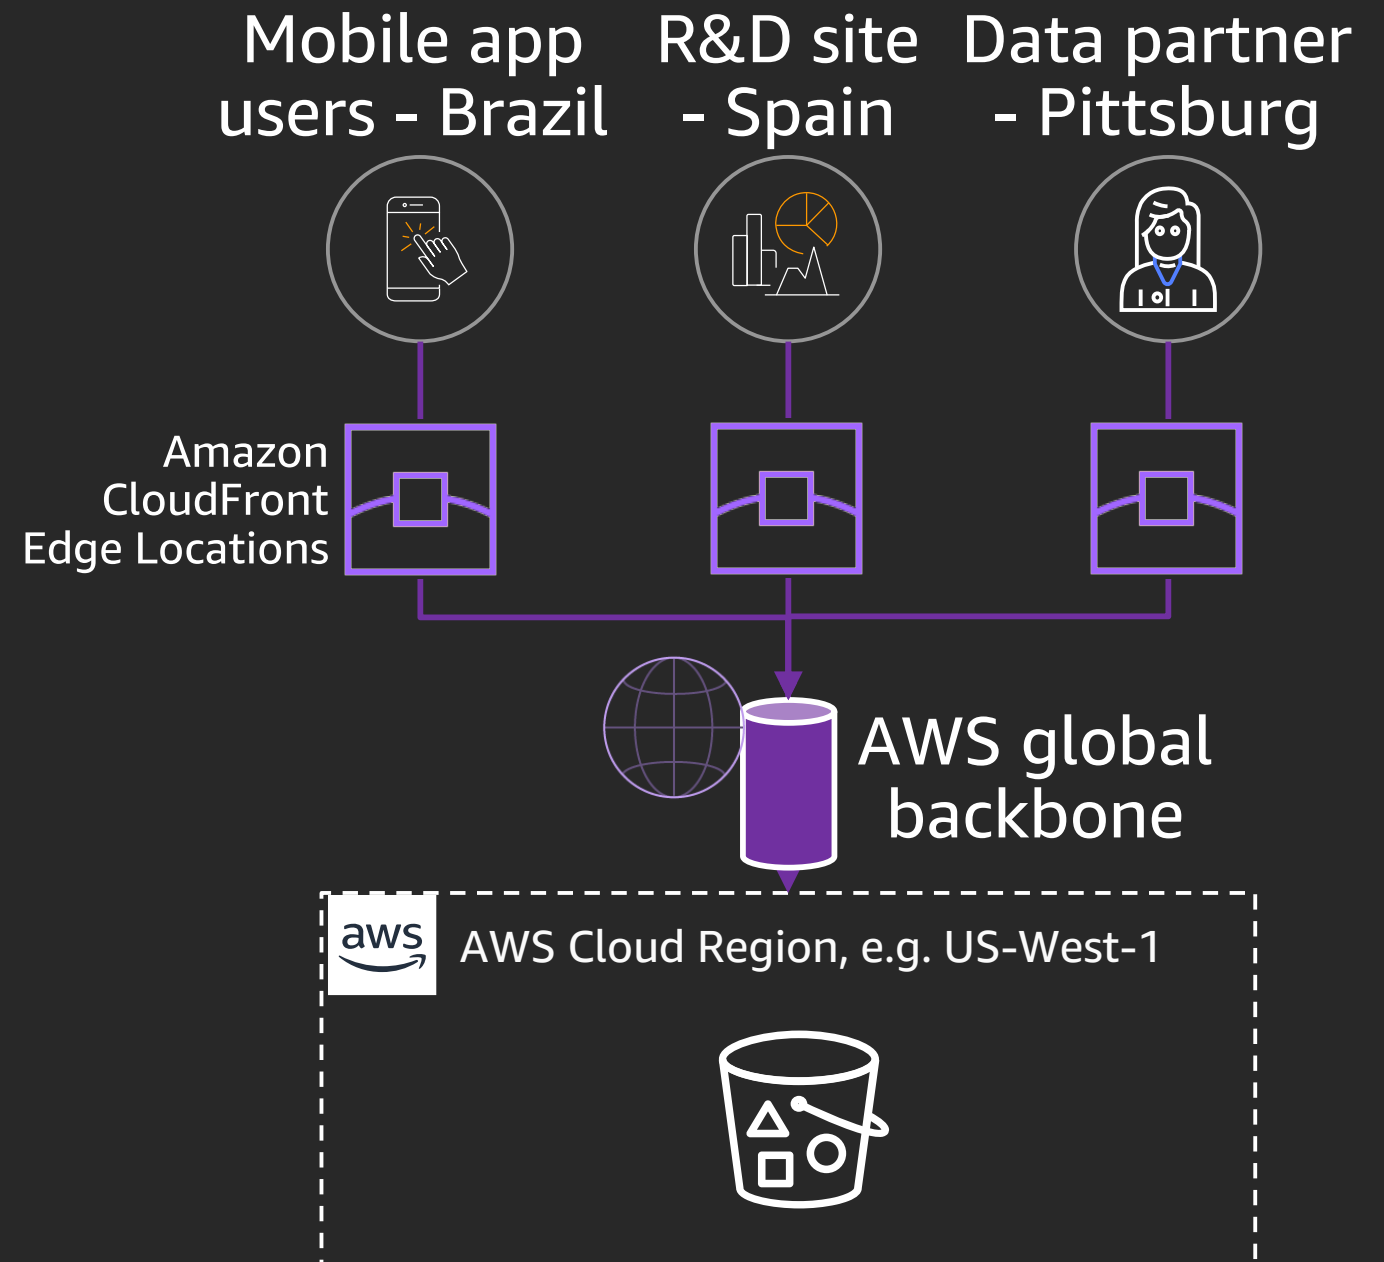 Mobile app
users - Brazil
R&D site
- Spain
Data partner
- Pittsburg
Amazon
CloudFront
Edge Locations
AWS global
backbone
aws
AWS Cloud Region, e.g. US-West-1